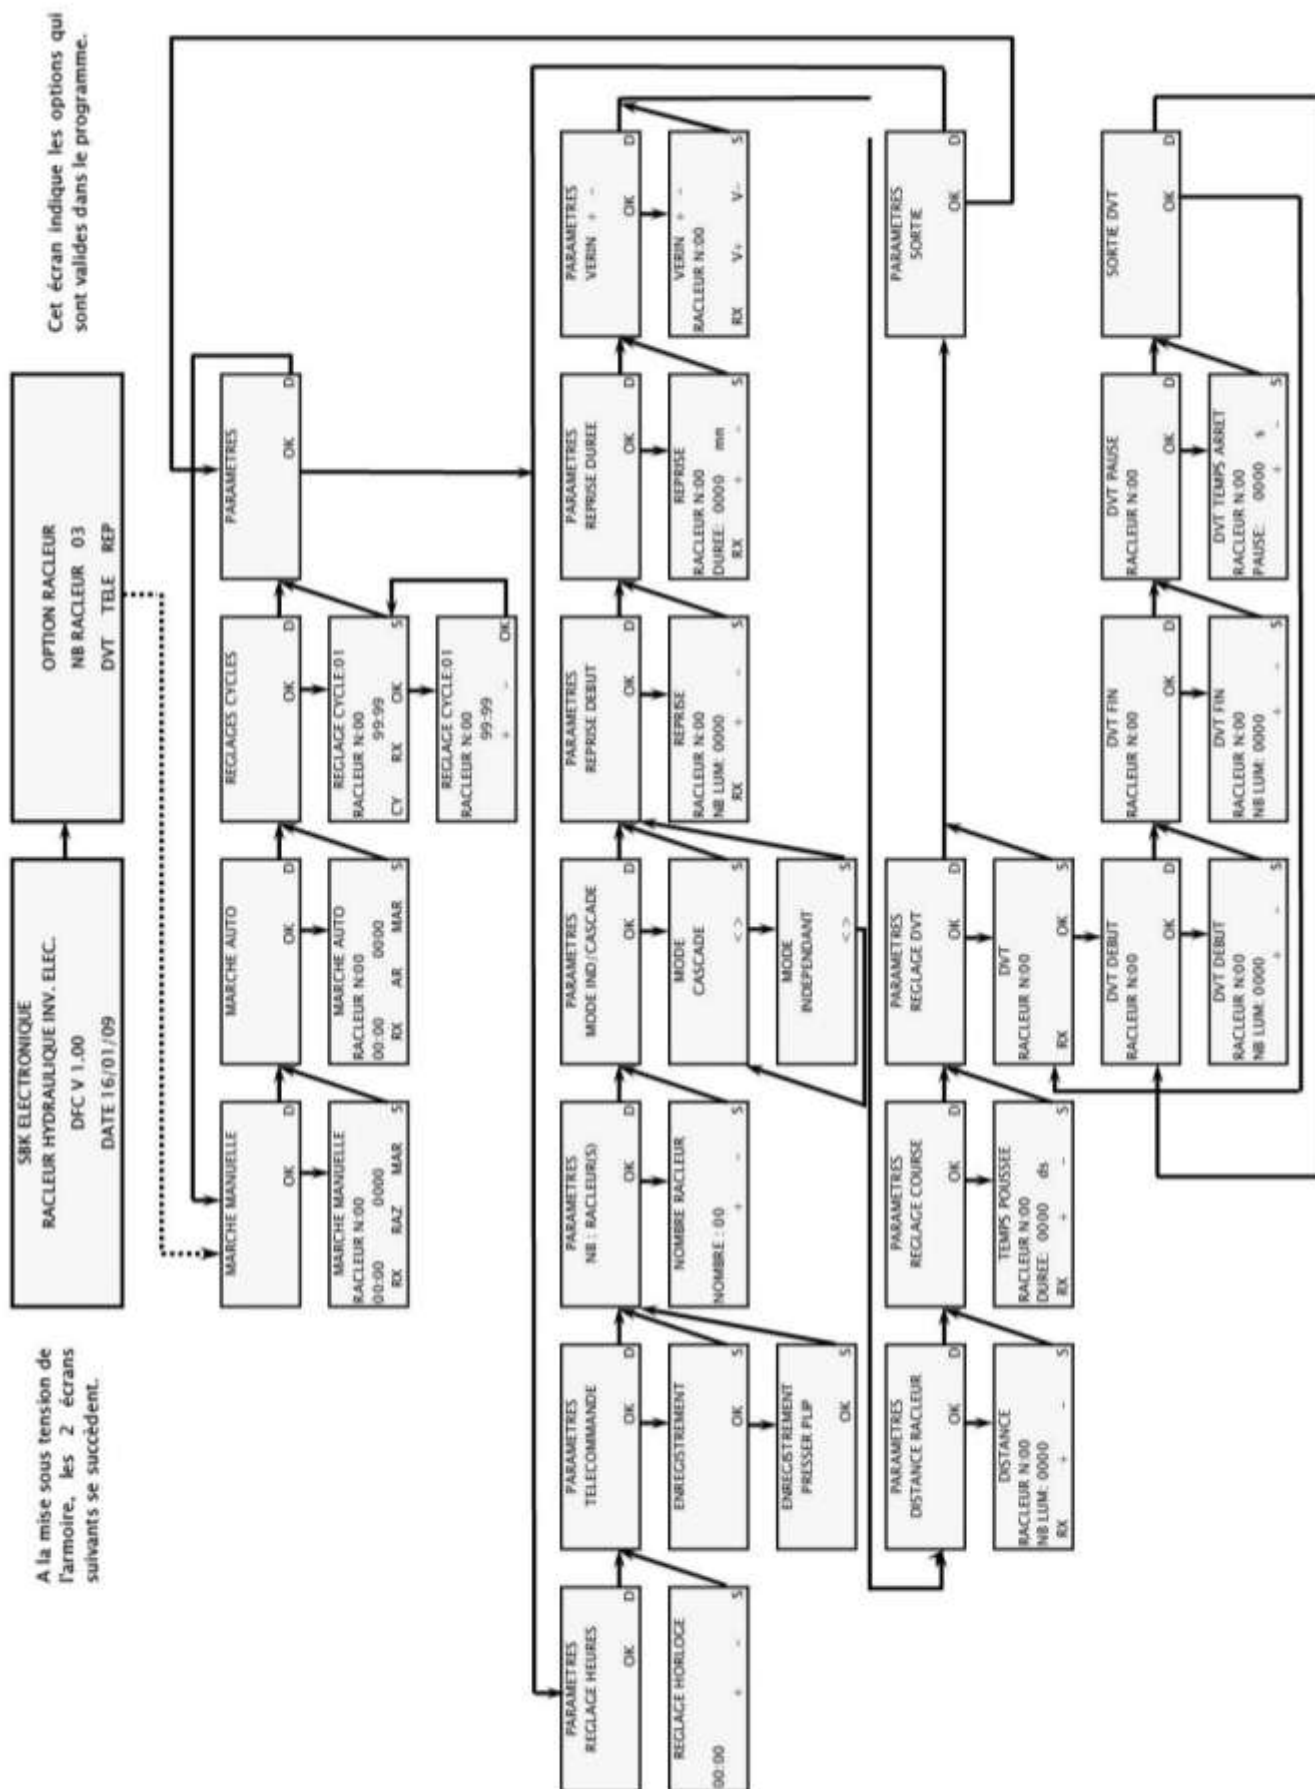 A la mise sous tension de
l'armoire, les 2 écrans
suivants se succèdent.
SBK ELECTRONIQUE
RACLEUR HYDRAULIQUE INV. ELEC.
DFC V 1.00
DATE 16/01/09
OPTION RACLEUR
NB RACLEUR 03
DVT TELE REP
Cet écran indique les options qui
sont valides dans le programme.
MARCHE MANUELLE
OK D
MARCHE AUTO
OK D
REGLAGES CYCLES
OK D
PARAMETRES
OK D
MARCHE MANUELLE
RACLEUR N:00
00:00 0000
RX RAZ MAR S
MARCHE AUTO
RACLEUR N:00
00:00 0000
RX AR MAR S
REGLAGE CYCLE:01
RACLEUR N:00
99:99
CY RX OK S
REGLAGE CYCLE:01
RACLEUR N:00
99:99
+ - OK
PARAMETRES
REGLAGE HEURES
OK D
PARAMETRES
TELECOMMANDE
OK D
PARAMETRES
NB : RACLEUR(S)
OK D
PARAMETRES
MODE IND/CASCADE
OK D
PARAMETRES
REPRISE DEBUT
OK D
PARAMETRES
REPRISE DUREE
OK D
PARAMETRES
VERIN + -
OK D
REGLAGE HORLOGE
00:00 + - S
ENREGISTREMENT
OK S
NOMBRE RACLEUR
NOMBRE : 00
+ - S
MODE
CASCADE
< > S
REPRISE
RACLEUR N:00
NB LUM: 0000
RX + - S
REPRISE
RACLEUR N:00
DUREE: 0000 mn
RX + - S
VERIN + -
RACLEUR N:00
RX V+ V- S
ENREGISTREMENT
PRESSER PLIP
OK S
MODE
INDEPENDANT
< > S
PARAMETRES
DISTANCE RACLEUR
OK D
PARAMETRES
REGLAGE COURSE
OK D
PARAMETRES
REGLAGE DVT
OK D
PARAMETRES
SORTIE
OK D
DISTANCE
RACLEUR N:00
NB LUM: 0000
RX + - S
TEMPS POUSSEE
RACLEUR N:00
DUREE: 0000 ds
RX + - S
DVT
RACLEUR N:00
RX OK S
DVT DEBUT
RACLEUR N:00
OK D
DVT FIN
RACLEUR N:00
OK D
DVT PAUSE
RACLEUR N:00
OK D
SORTIE DVT
OK D
DVT DEBUT
RACLEUR N:00
NB LUM: 0000
+ - S
DVT FIN
RACLEUR N:00
NB LUM: 0000
+ - S
DVT TEMPS ARRET
RACLEUR N:00
PAUSE: 0000 s
+ - S